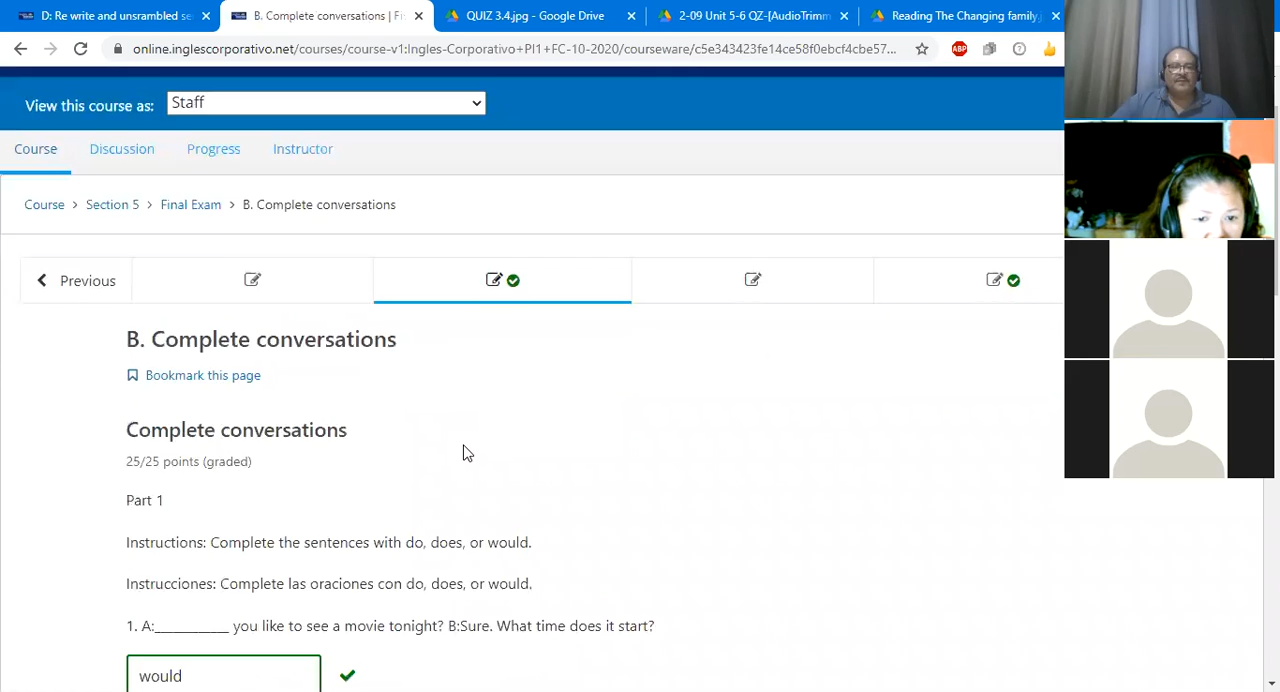 D: Re write and unsrambled se
B. Complete conversations | Fi
QUIZ 3.4.jpg - Google Drive
2-09 Unit 5-6 QZ-[AudioTrimm
Reading The Changing family.
online.inglescorporativo.net/courses/course-v1:Ingles-Corporativo+PI1+FC-10-2020/courseware/c5e343423fe14ce58f0ebcf4cbe57...
ABP
View this course as: Staff
Course Discussion Progress Instructor
Course > Section 5 > Final Exam > B. Complete conversations
Previous
B. Complete conversations
Bookmark this page
Complete conversations
25/25 points (graded)
Part 1
Instructions: Complete the sentences with do, does, or would.
Instrucciones: Complete las oraciones con do, does, or would.
1. A:____________ you like to see a movie tonight? B:Sure. What time does it start?
would